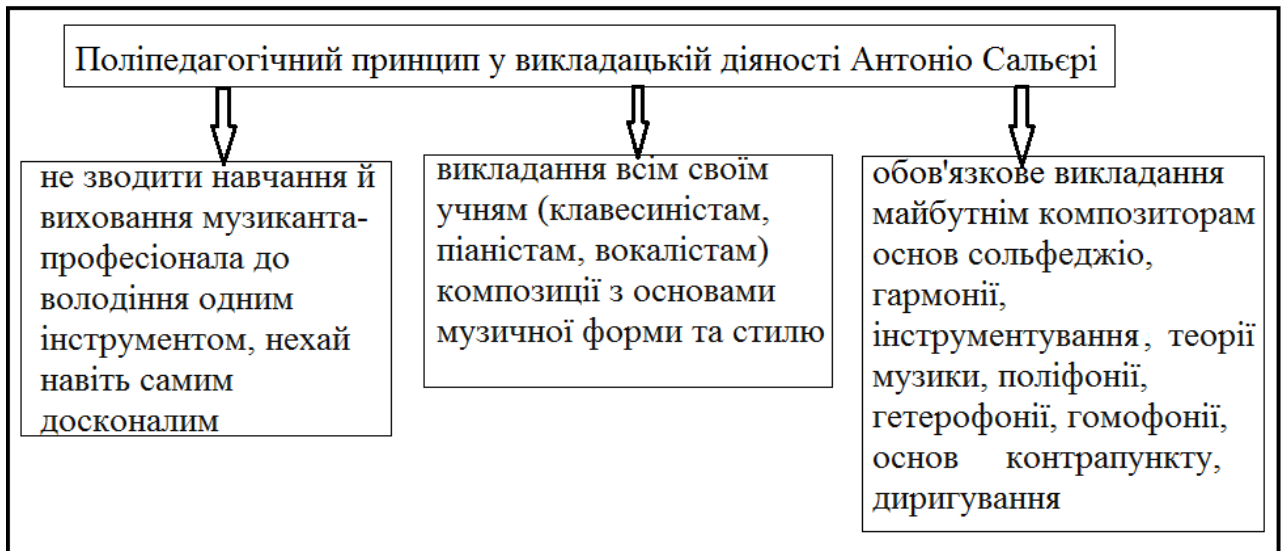 Поліпедагогічний принцип у викладацькій діяності Антоніо Сальєрі
не зводити навчання й
виховання музиканта-
професіонала до
володіння одним
інструментом, нехай
навіть самим
досконалим
викладання всім своїм
учням (клавесиністам,
піаністам, вокалістам)
композиції з основами
музичної форми та стилю
обов'язкове викладання
майбутнім композиторам
основ сольфеджіо,
гармонії,
інструментування, теорії
музики, поліфонії,
гетерофонії, гомофонії,
основ контрапункту,
диригування